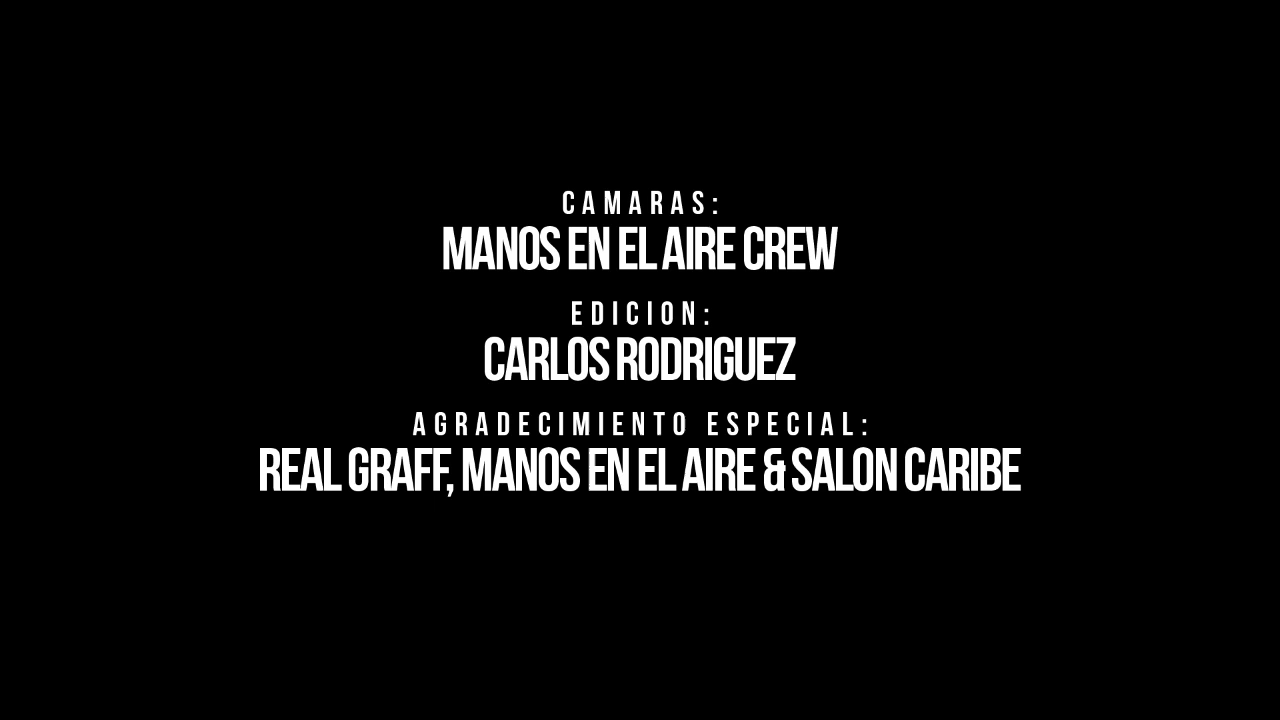 CAMARAS:
MANOS EN EL AIRE CREW
EDICION:
CARLOS RODRIGUEZ
AGRADECIMIENTO ESPECIAL:
REAL GRAFF, MANOS EN EL AIRE & SALON CARIBE